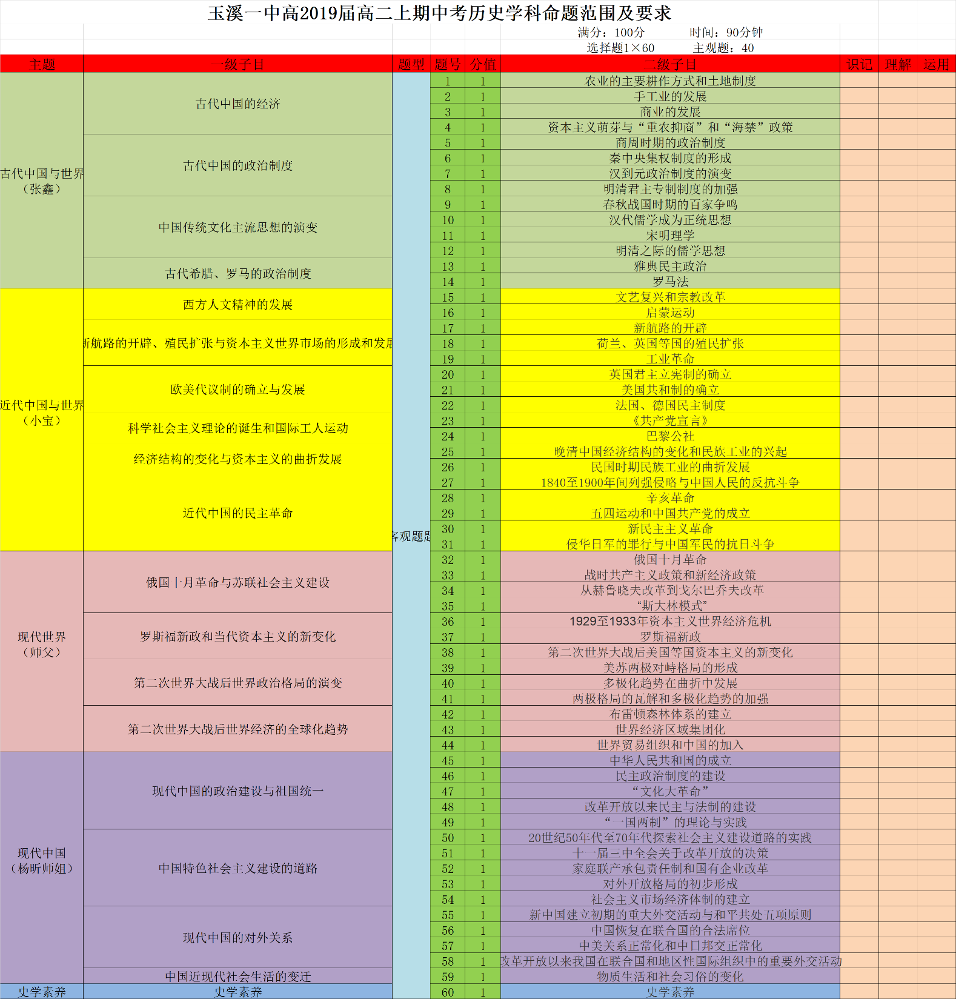 玉溪一中高2019届高二上期中考历史学科命题范围及要求
满分：100分 时间：90分钟
选择题1×60 主观题：40
主题 一级子目 题型 题号 分值 二级子目 识记 理解 运用
古代中国与世界
（张鑫）
古代中国的经济
1 1 农业的主要耕作方式和土地制度
2 1 手工业的发展
3 1 商业的发展
4 1 资本主义萌芽与“重农抑商”和“海禁”政策
古代中国的政治制度
5 1 商周时期的政治制度
6 1 秦中央集权制度的形成
7 1 汉到元政治制度的演变
8 1 明清君主专制制度的加强
中国传统文化主流思想的演变
9 1 春秋战国时期的百家争鸣
10 1 汉代儒学成为正统思想
11 1 宋明理学
12 1 明清之际的儒学思想
古代希腊、罗马的政治制度
13 1 雅典民主政治
14 1 罗马法
近代中国与世界
（小宝）
西方人文精神的发展
15 1 文艺复兴和宗教改革
16 1 启蒙运动
新航路的开辟、殖民扩张与资本主义世界市场的形成和发展
17 1 新航路的开辟
18 1 荷兰、英国等国的殖民扩张
19 1 工业革命
欧美代议制的确立与发展
20 1 英国君主立宪制的确立
21 1 美国共和制的确立
22 1 法国、德国民主制度
科学社会主义理论的诞生和国际工人运动
23 1 《共产党宣言》
24 1 巴黎公社
经济结构的变化与资本主义的曲折发展
25 1 晚清中国经济结构的变化和民族工业的兴起
26 1 民国时期民族工业的曲折发展
近代中国的民主革命
27 1 1840至1900年间列强侵略与中国人民的反抗斗争
28 1 辛亥革命
29 1 五四运动和中国共产党的成立
客观题题
30 1 新民主主义革命
31 1 侵华日军的罪行与中国军民的抗日斗争
现代世界
（师父）
俄国十月革命与苏联社会主义建设
32 1 俄国十月革命
33 1 战时共产主义政策和新经济政策
34 1 从赫鲁晓夫改革到戈尔巴乔夫改革
35 1 “斯大林模式”
罗斯福新政和当代资本主义的新变化
36 1 1929至1933年资本主义世界经济危机
37 1 罗斯福新政
38 1 第二次世界大战后美国等国资本主义的新变化
第二次世界大战后世界政治格局的演变
39 1 美苏两极对峙格局的形成
40 1 多极化趋势在曲折中发展
41 1 两极格局的瓦解和多极化趋势的加强
第二次世界大战后世界经济的全球化趋势
42 1 布雷顿森林体系的建立
43 1 世界经济区域集团化
44 1 世界贸易组织和中国的加入
现代中国
（杨昕师姐）
现代中国的政治建设与祖国统一
45 1 中华人民共和国的成立
46 1 民主政治制度的建设
47 1 “文化大革命”
48 1 改革开放以来民主与法制的建设
49 1 “一国两制”的理论与实践
中国特色社会主义建设的道路
50 1 20世纪50年代至70年代探索社会主义建设道路的实践
51 1 十一届三中全会关于改革开放的决策
52 1 家庭联产承包责任制和国有企业改革
53 1 对外开放格局的初步形成
54 1 社会主义市场经济体制的建立
现代中国的对外关系
55 1 新中国建立初期的重大外交活动与和平共处五项原则
56 1 中国恢复在联合国的合法席位
57 1 中美关系正常化和中日邦交正常化
58 1 改革开放以来我国在联合国和地区性国际组织中的重要外交活动
中国近现代社会生活的变迁
59 1 物质生活和社会习俗的变化
史学素养 史学素养 60 1 史学素养